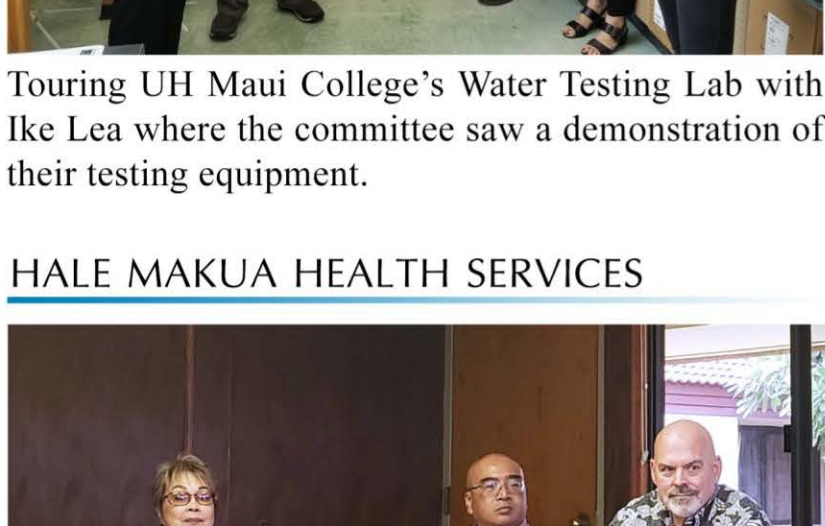 Touring UH Maui College’s Water Testing Lab with
Ike Lea where the committee saw a demonstration of
their testing equipment.
HALE MAKUA HEALTH SERVICES